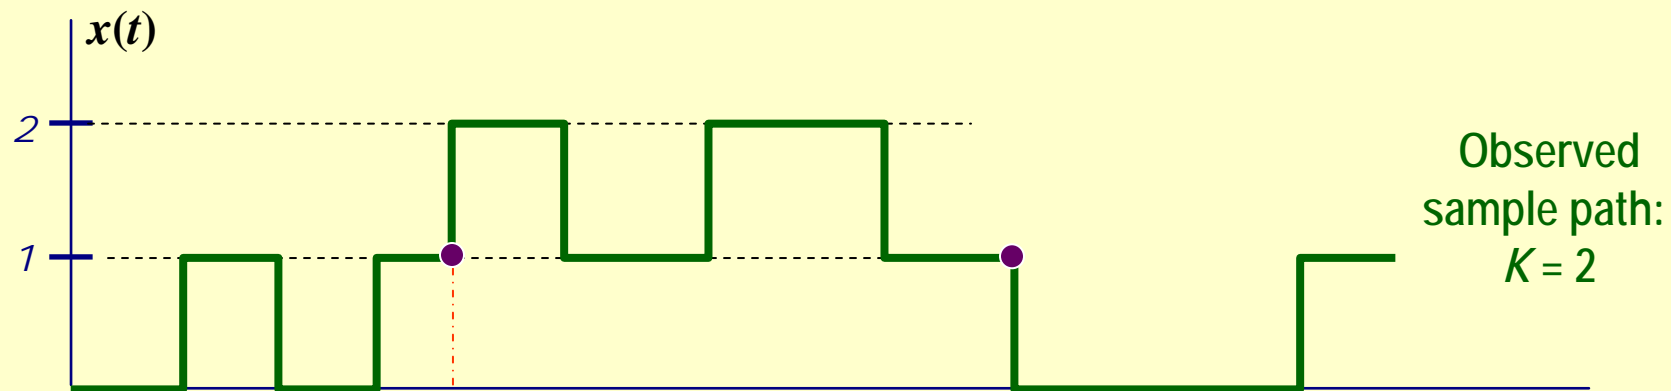 x(t)
2
1
Observed
sample path:
K = 2